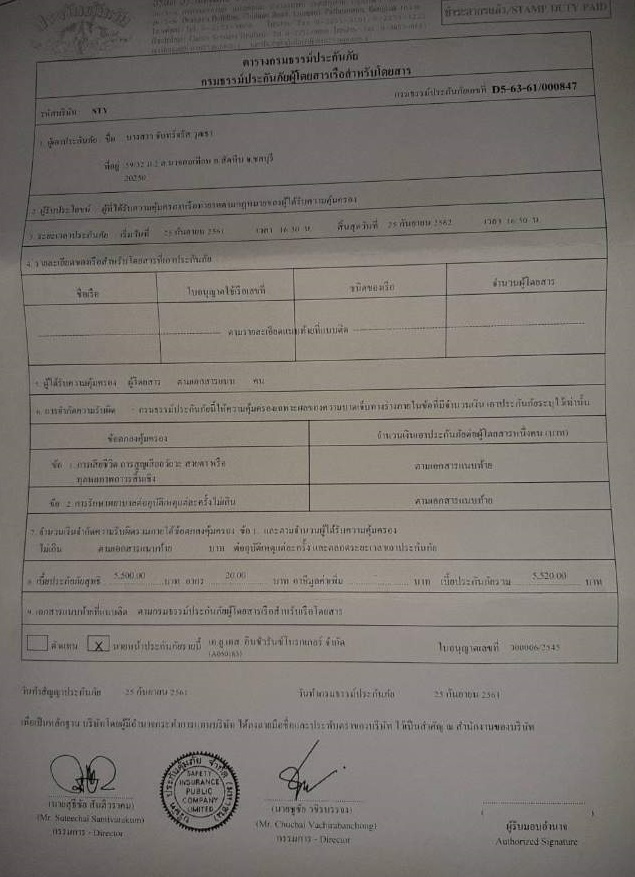 ประกันคุ้มภัย
ชำระอากรแล้ว/STAMP DUTY PAID
ตารางกรมธรรม์ประกันภัย
กรมธรรม์ประกันภัยผู้โดยสารเรือสำหรับโดยสาร
รหัสบริษัท STY กรมธรรม์ประกันภัยเลขที่ D5-63-61/000847
1. ผู้เอาประกันภัย ชื่อ นางสาว
ที่อยู่ 59/32 ม.2 อ.สัตหีบ จ.ชลบุรี
20250
2. ผู้รับประโยชน์ ผู้ที่ได้รับความคุ้มครองหรือทายาทตามกฎหมายของผู้ได้รับความคุ้มครอง
3. ระยะเวลาประกันภัย เริ่มวันที่ 25 กันยายน 2561 เวลา 16:30 น. สิ้นสุดวันที่ 25 กันยายน 2562 เวลา 16:30 น.
4. รายละเอียดของเรือสำหรับโดยสารที่เอาประกันภัย
ชื่อเรือ ใบอนุญาตใช้เรือเลขที่ ชนิดของเรือ จำนวนผู้โดยสาร
ตามรายละเอียดแนบท้ายที่แนบติด
5. ผู้ได้รับความคุ้มครอง ผู้โดยสาร ตามเอกสารแนบ คน
6. การจำกัดความรับผิด : กรมธรรม์ประกันภัยนี้ให้ความคุ้มครองเฉพาะผลของความบาดเจ็บทางร่างกายในข้อที่มีจำนวนเงินเอาประกันภัยระบุไว้เท่านั้น
ข้อตกลงคุ้มครอง จำนวนเงินเอาประกันภัยต่อผู้โดยสารหนึ่งคน (บาท)
ข้อ 1. การเสียชีวิต การสูญเสียอวัยวะ สายตา หรือ ตามเอกสารแนบท้าย
ทุพพลภาพถาวรสิ้นเชิง
ข้อ 2. การรักษาพยาบาลต่ออุบัติเหตุแต่ละครั้งไม่เกิน ตามเอกสารแนบท้าย
7. จำนวนเงินจำกัดความรับผิดรวมภายใต้ข้อตกลงคุ้มครอง ข้อ 1. และตามจำนวนผู้ได้รับความคุ้มครอง
ไม่เกิน ตามเอกสารแนบท้าย บาท ต่ออุบัติเหตุแต่ละครั้ง และตลอดระยะเวลาเอาประกันภัย
8. เบี้ยประกันภัยสุทธิ 5,500.00 บาท อากร 20.00 บาท ภาษีมูลค่าเพิ่ม บาท เบี้ยประกันภัยรวม 5,520.00 บาท
9. เอกสารแนบท้ายที่แนบติด ตามกรมธรรม์ประกันภัยผู้โดยสารเรือสำหรับเรือโดยสาร
ตัวแทน X นายหน้าประกันภัยรายนี้ เค.ยู.เอส. อินชัวรันซ์โบรกเกอร์ จำกัด ใบอนุญาตเลขที่
วันทำสัญญาประกันภัย 25 กันยายน 2561 วันทำกรมธรรม์ประกันภัย 25 กันยายน 2561
เพื่อเป็นหลักฐาน บริษัทโดยผู้มีอำนาจกระทำการแทนบริษัท ได้ลงลายมือชื่อและประทับตราของบริษัท ไว้เป็นสำคัญ ณ สำนักงานของบริษัท
SAFETY
INSURANCE
PUBLIC
COMPANY
LIMITED
(Mr. Suteechai Santivarakum)
กรรมการ - Director
(Mr. Chuchai Vachirabanchong)
กรรมการ - Director
ผู้รับมอบอำนาจ
Authorized Signature